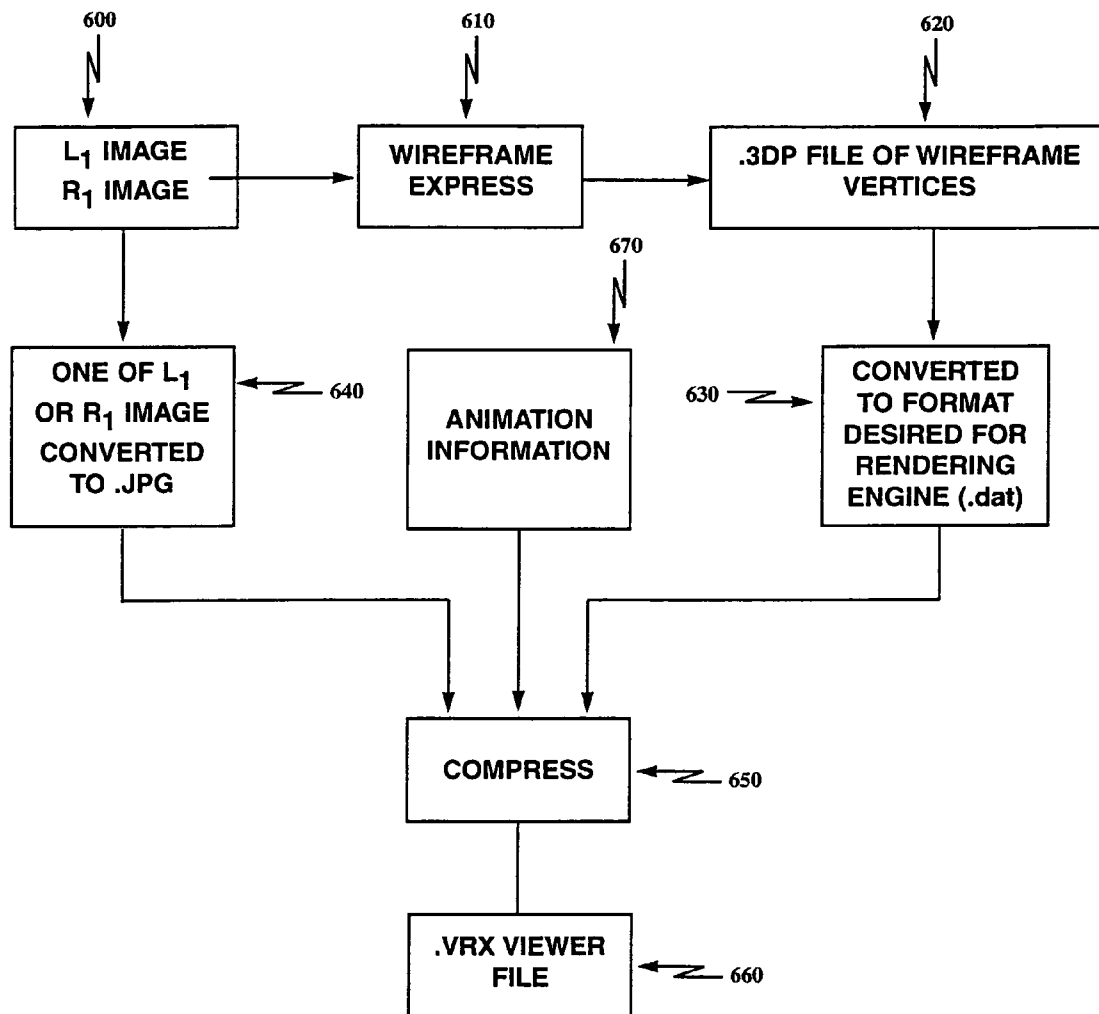 600
610
620
L1 IMAGE
R1 IMAGE
WIREFRAME
EXPRESS
.3DP FILE OF WIREFRAME
VERTICES
670
ONE OF L1
OR R1 IMAGE
CONVERTED
TO .JPG
640
ANIMATION
INFORMATION
630
CONVERTED
TO FORMAT
DESIRED FOR
RENDERING
ENGINE (.dat)
COMPRESS
650
.VRX VIEWER
FILE
660